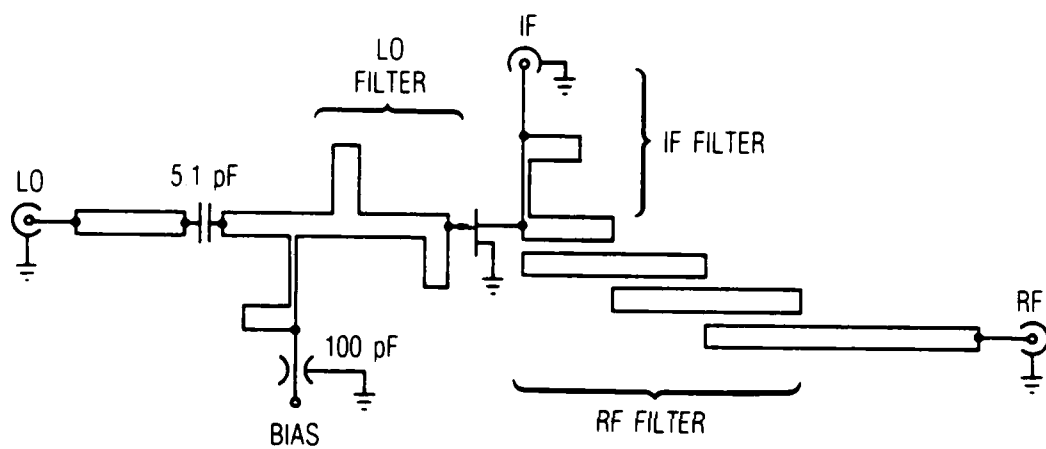 LO
FILTER
IF
IF FILTER
5.1 pF
LO
RF
100 pF
BIAS
RF FILTER